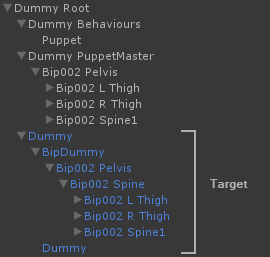 Dummy Root
Dummy Behaviours
Puppet
Dummy PuppetMaster
Bip002 Pelvis
Bip002 L Thigh
Bip002 R Thigh
Bip002 Spine1
Dummy
BipDummy
Bip002 Pelvis
Bip002 Spine
Bip002 L Thigh
Bip002 R Thigh
Bip002 Spine1
Dummy
Target